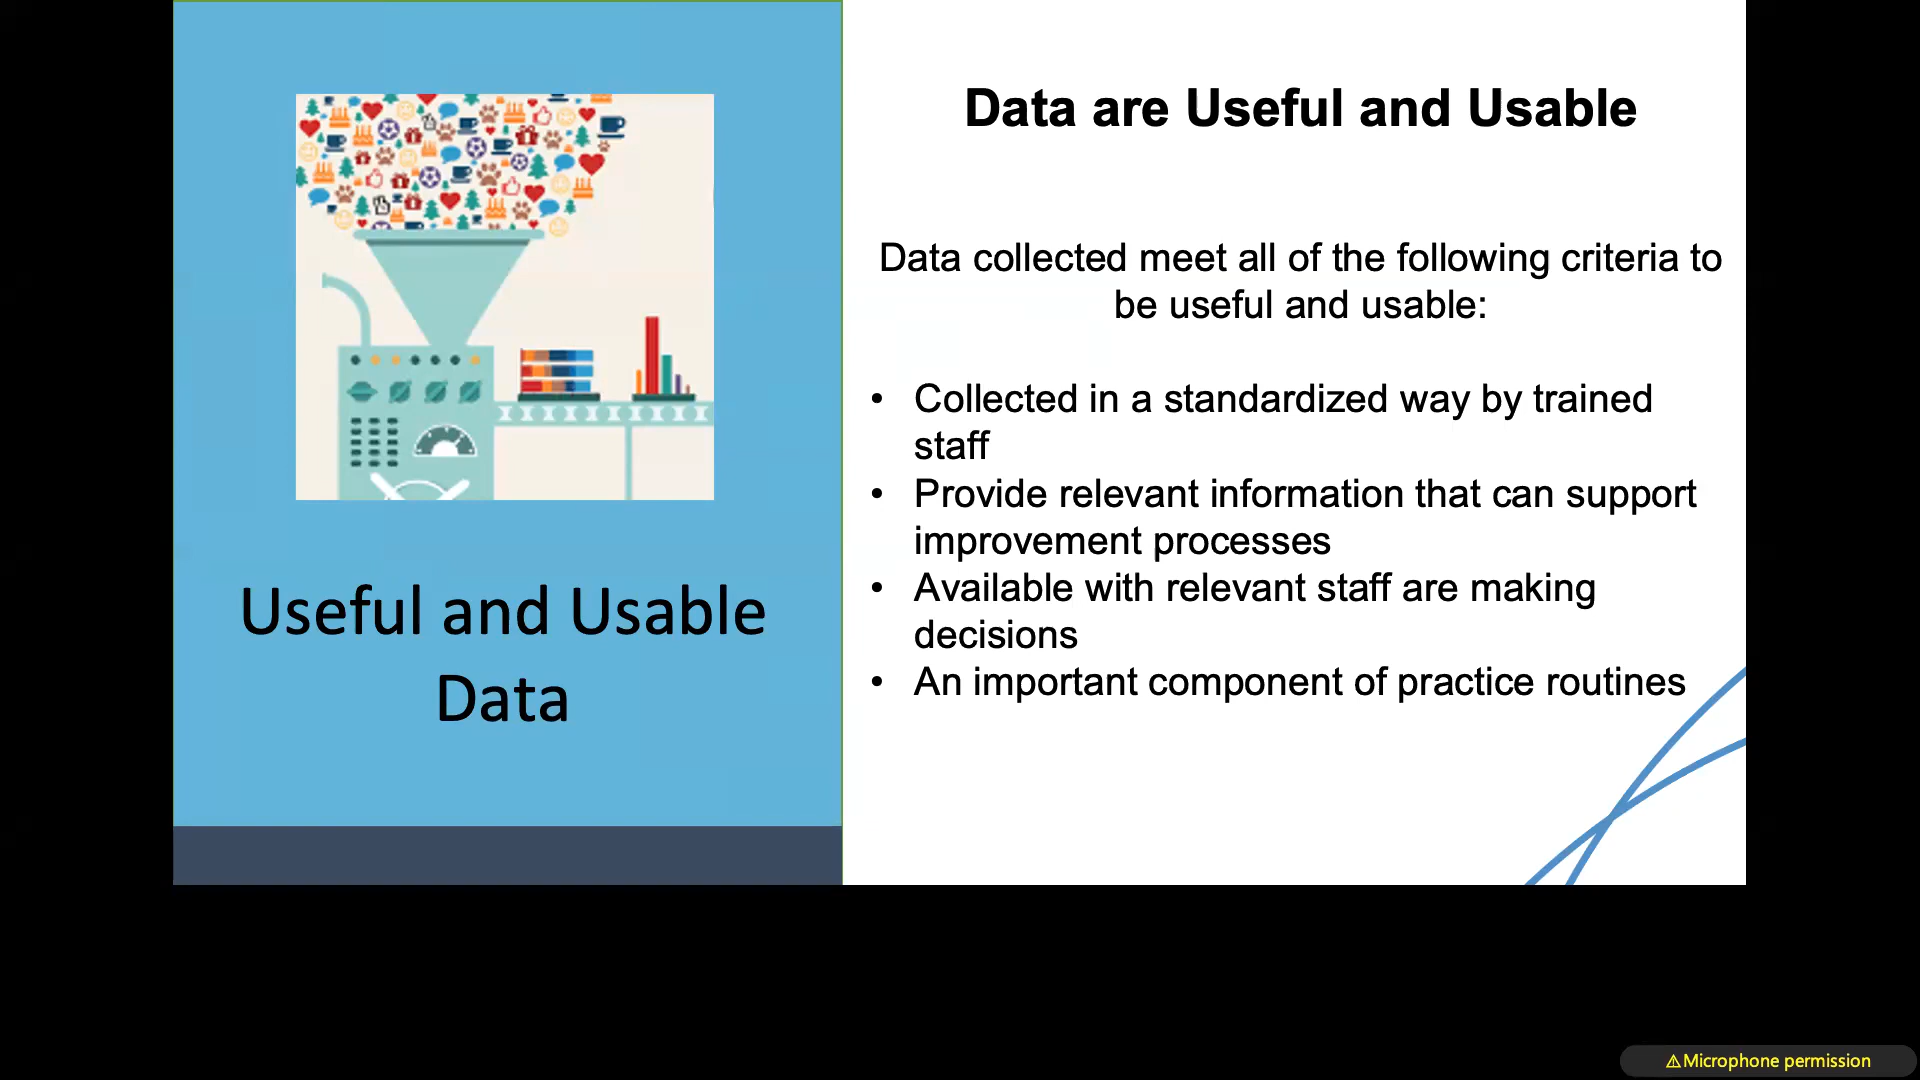 Useful and Usable
Data
Data are Useful and Usable
Data collected meet all of the following criteria to
be useful and usable:
• Collected in a standardized way by trained
staff
• Provide relevant information that can support
improvement processes
• Available with relevant staff are making
decisions
• An important component of practice routines
⚠Microphone permission